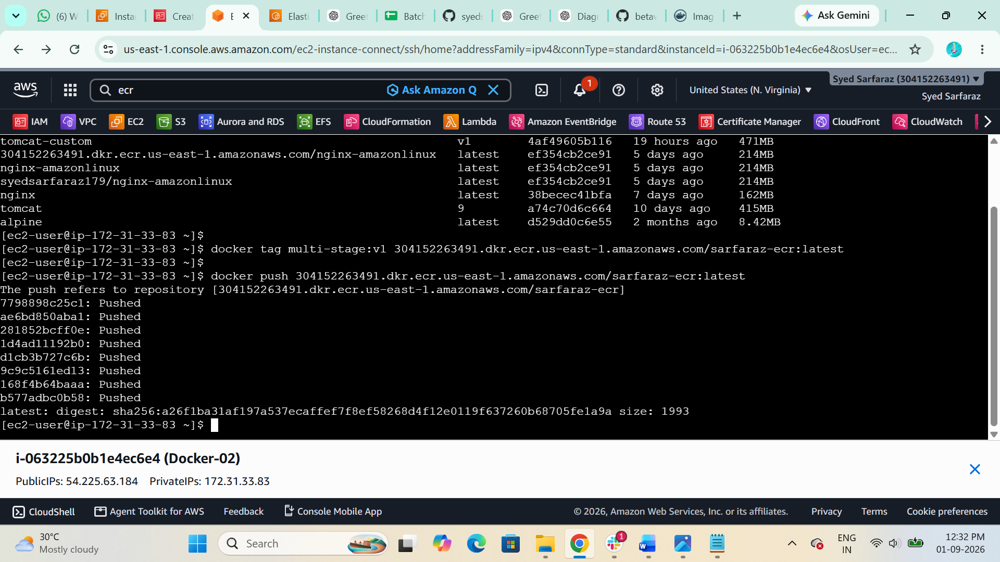 (6) W
Insta
Creat
E
Elasti
Greet
Batch
syeds
Greet
Diagr
betav
Imag
Ask Gemini
us-east-1.console.aws.amazon.com/ec2-instance-connect/ssh/home?addressFamily=ipv4&connType=standard&instanceId=i-063225b0b1e4ec6e4&osUser=ec...
aws
ecr
Ask Amazon Q
1
United States (N. Virginia) ▼
Syed Sarfaraz (304152263491) ▼
Syed Sarfaraz
IAM VPC EC2 S3 Aurora and RDS EFS CloudFormation Lambda Amazon EventBridge Route 53 Certificate Manager CloudFront CloudWatch
tomcat-custom v1 4af49605b116 19 hours ago 471MB
304152263491.dkr.ecr.us-east-1.amazonaws.com/nginx-amazonlinux latest ef354cb2ce91 5 days ago 214MB
nginx-amazonlinux latest ef354cb2ce91 5 days ago 214MB
syedsarfaraz179/nginx-amazonlinux latest ef354cb2ce91 5 days ago 214MB
nginx latest 38becec41bfa 7 days ago 162MB
tomcat 9 a74c70d6c664 10 days ago 415MB
alpine latest d529dd0c6e55 2 months ago 8.42MB
[ec2-user@ip-172-31-33-83 ~]$
[ec2-user@ip-172-31-33-83 ~]$ docker tag multi-stage:v1 304152263491.dkr.ecr.us-east-1.amazonaws.com/sarfaraz-ecr:latest
[ec2-user@ip-172-31-33-83 ~]$
[ec2-user@ip-172-31-33-83 ~]$ docker push 304152263491.dkr.ecr.us-east-1.amazonaws.com/sarfaraz-ecr:latest
The push refers to repository [304152263491.dkr.ecr.us-east-1.amazonaws.com/sarfaraz-ecr]
7798898c25c1: Pushed
ae6bd850aba1: Pushed
281852bcff0e: Pushed
1d4ad11192b0: Pushed
d1cb3b727c6b: Pushed
9c9c5161ed13: Pushed
168f4b64baaa: Pushed
b577adbc0b58: Pushed
latest: digest: sha256:a26f1ba31af197a537ecaffef7f8ef58268d4f12e0119f637260b68705fe1a9a size: 1993
[ec2-user@ip-172-31-33-83 ~]$
i-063225b0b1e4ec6e4 (Docker-02)
PublicIPs: 54.225.63.184 PrivateIPs: 172.31.33.83
CloudShell Agent Toolkit for AWS Feedback Console Mobile App © 2026, Amazon Web Services, Inc. or its affiliates. Privacy Terms Cookie preferences
30°C
Mostly cloudy
Search
1
ENG
IN
12:32 PM
01-09-2026